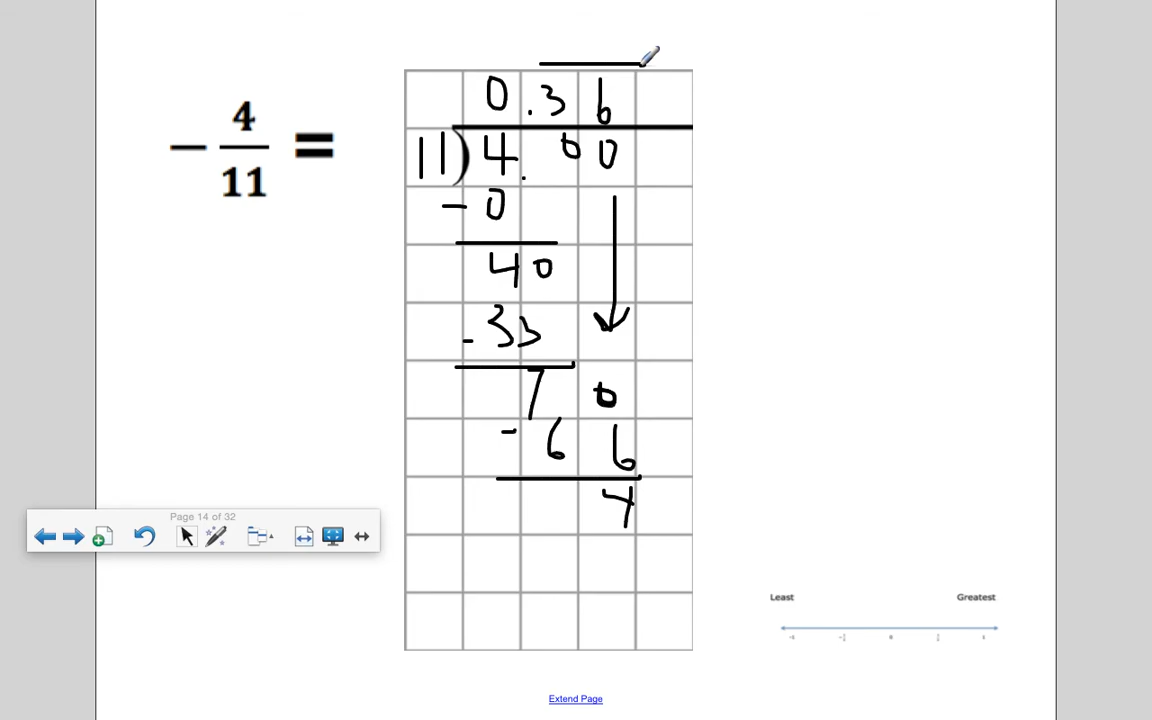 0.36
- 4/11 = 11)4.00
- 0
40
- 33
70
- 66
4
Page 14 of 32
Least Greatest
Extend Page